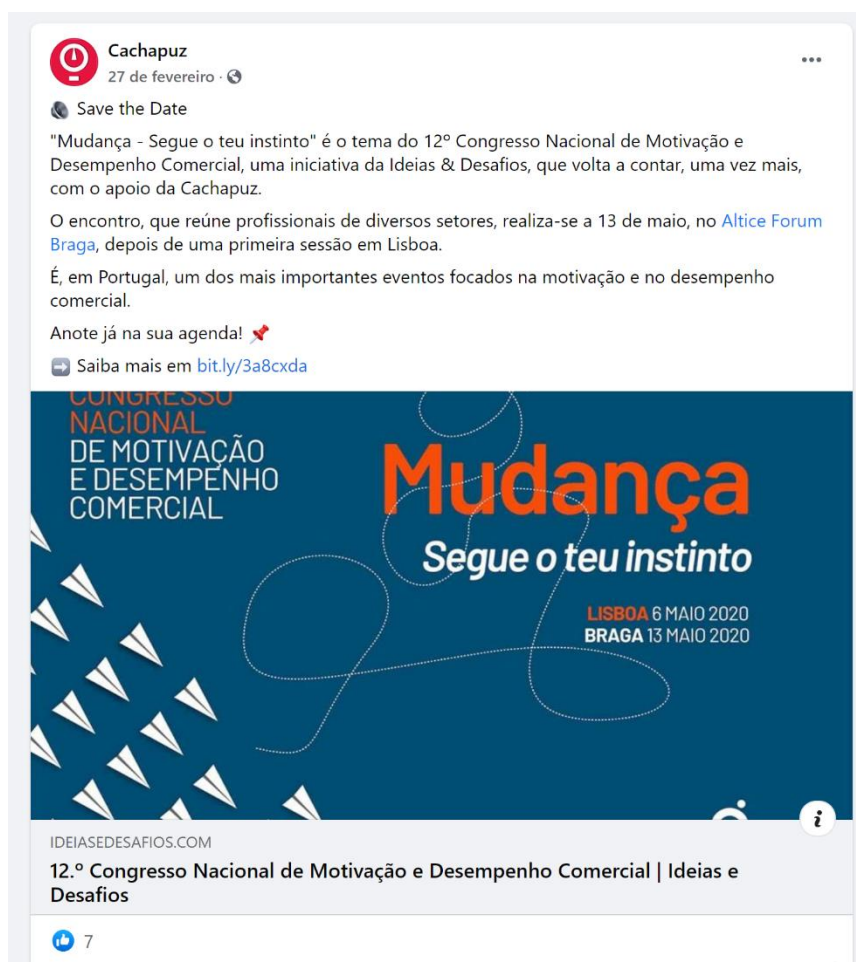 Cachapuz
27 de fevereiro ·
Save the Date
"Mudança - Segue o teu instinto" é o tema do 12º Congresso Nacional de Motivação e
Desempenho Comercial, uma iniciativa da Ideias & Desafios, que volta a contar, uma vez mais,
com o apoio da Cachapuz.
O encontro, que reúne profissionais de diversos setores, realiza-se a 13 de maio, no Altice Forum
Braga, depois de uma primeira sessão em Lisboa.
É, em Portugal, um dos mais importantes eventos focados na motivação e no desempenho
comercial.
Anote já na sua agenda!
Saiba mais em bit.ly/3a8cxda
CONGRESSO
NACIONAL
DE MOTIVAÇÃO
E DESEMPENHO
COMERCIAL
Mudança
Segue o teu instinto
LISBOA 6 MAIO 2020
BRAGA 13 MAIO 2020
IDEIASEDESAFIOS.COM
12.º Congresso Nacional de Motivação e Desempenho Comercial | Ideias e
Desafios
7